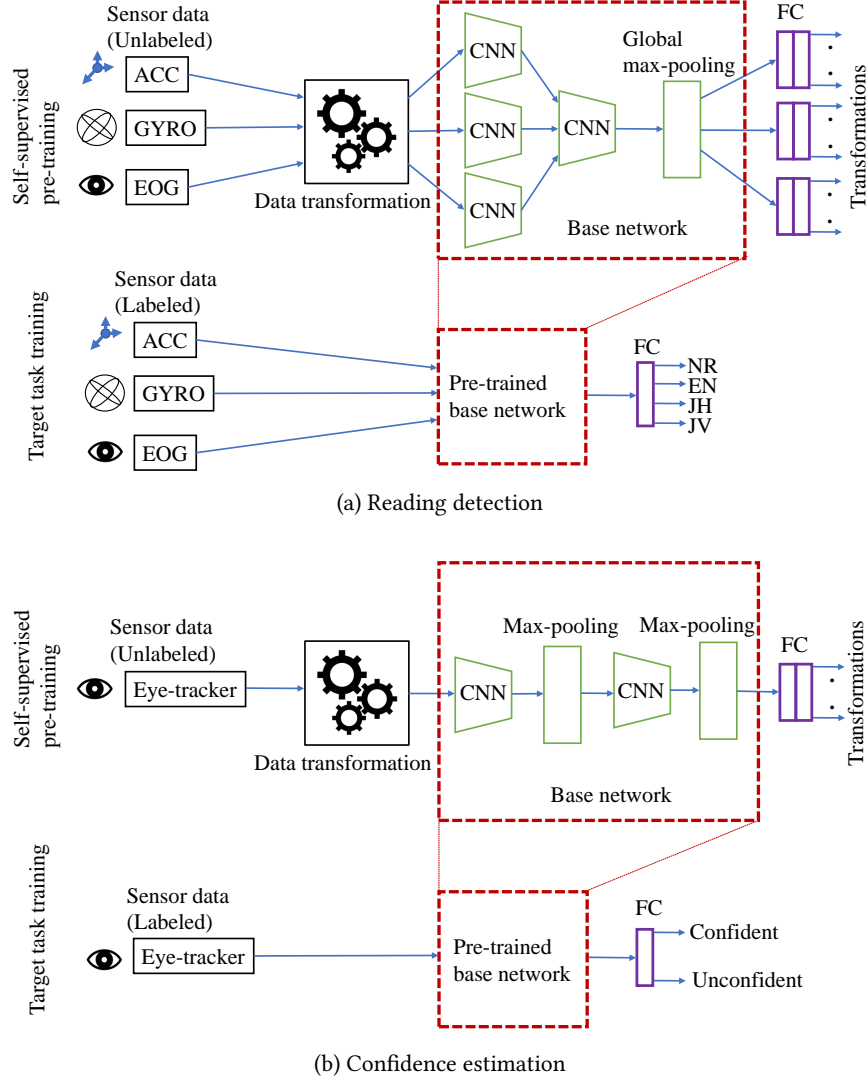 Self-supervised
pre-training
Sensor data
(Unlabeled)
ACC
GYRO
EOG
Data transformation
CNN
CNN
CNN
CNN
Global
max-pooling
Base network
FC
Transformations
Target task training
Sensor data
(Labeled)
ACC
GYRO
EOG
Pre-trained
base network
FC
NR
EN
JH
JV
(a) Reading detection
Self-supervised
pre-training
Sensor data
(Unlabeled)
Eye-tracker
Data transformation
CNN
Max-pooling
CNN
Max-pooling
Base network
FC
Transformations
Target task training
Sensor data
(Labeled)
Eye-tracker
Pre-trained
base network
FC
Confident
Unconfident
(b) Confidence estimation